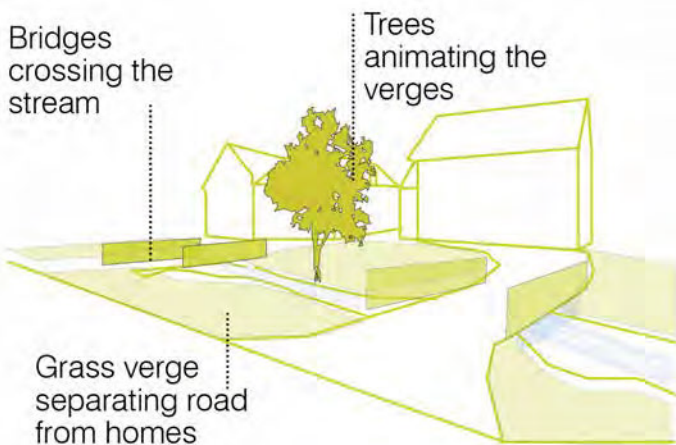 Bridges
crossing the
stream
Trees
animating the
verges
Grass verge
separating road
from homes